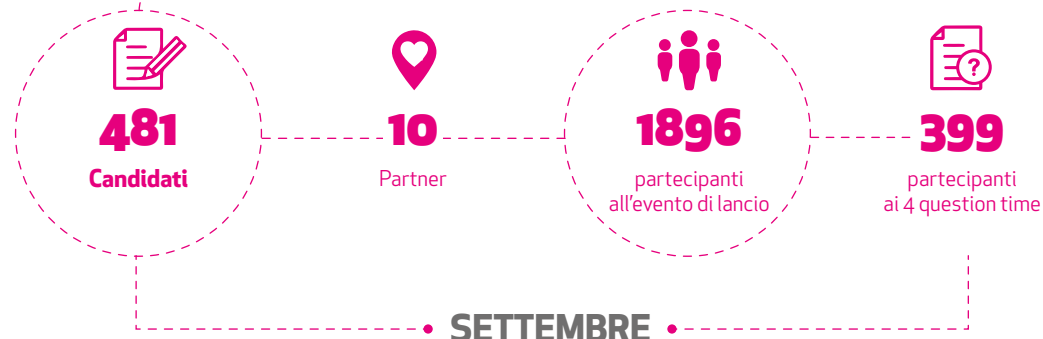 481
Candidati
10
Partner
1896
partecipanti
all'evento di lancio
?
399
partecipanti
ai 4 question time
SETTEMBRE